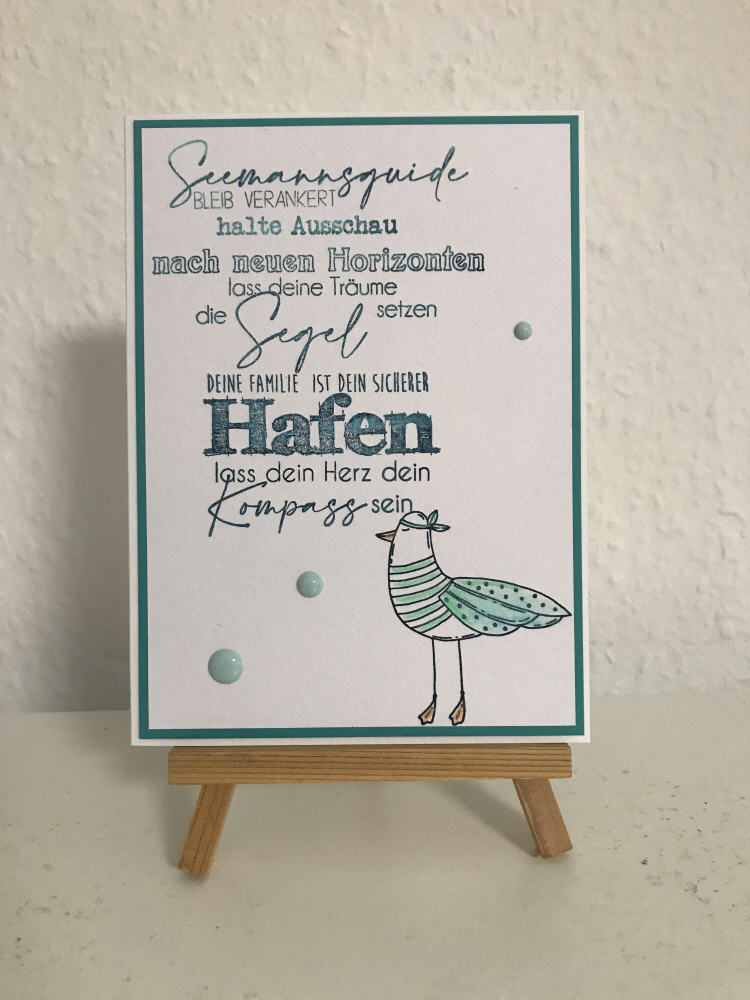 Seemannsguide
BLEIB VERANKERT
halte Ausschau
nach neuen Horizonten
lass deine Träume
die Segel setzen
DEINE FAMILIE IST DEIN SICHERER
Hafen
lass dein Herz dein
Kompass sein